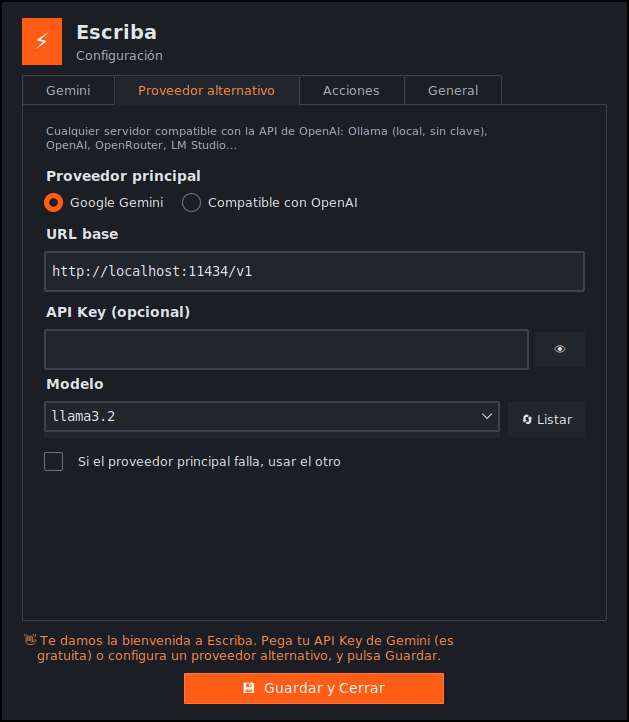 Escriba
Configuración
Gemini
Proveedor alternativo
Acciones
General
Cualquier servidor compatible con la API de OpenAI: Ollama (local, sin clave),
OpenAI, OpenRouter, LM Studio...
Proveedor principal
Google Gemini
Compatible con OpenAI
URL base
http://localhost:11434/v1
API Key (opcional)
Modelo
llama3.2
Listar
Si el proveedor principal falla, usar el otro
Te damos la bienvenida a Escriba. Pega tu API Key de Gemini (es
gratuita) o configura un proveedor alternativo, y pulsa Guardar.
Guardar y Cerrar